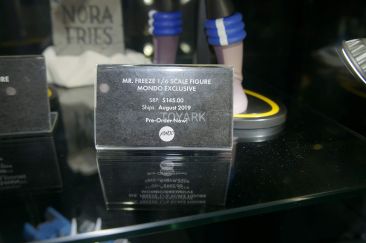 NORA
FRIES
MR. FREEZE 1/6 SCALE FIGURE
MONDO EXCLUSIVE
SRP: $145.00
Ships: August 2019
TOYARK
Pre-Order Now!